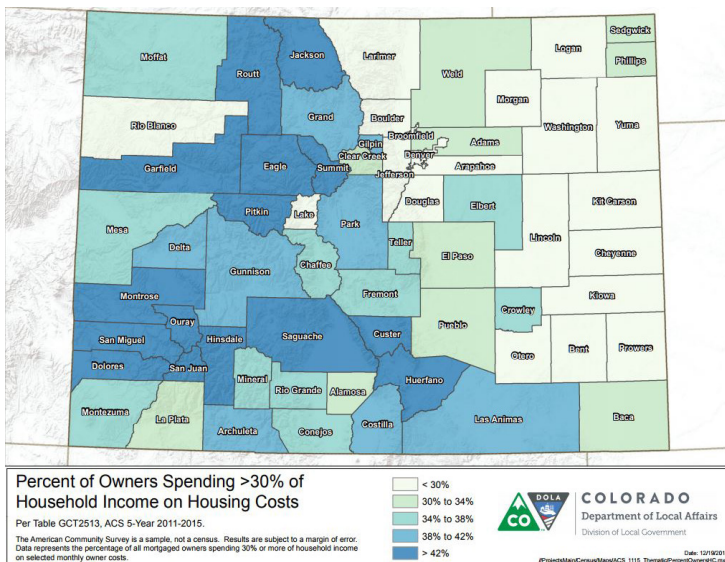 Sedgwick
Jackson
Logan
Larimer
Moffat
Phillips
Routt
Weld
Morgan
Grand
Boulder
Rio Blanco
Washington
Yuma
Broomfield
Gilpin
Adams
Denver
Clear Creek
Eagle
Summit
Arapahoe
Garfield
Jefferson
Douglas
Elbert
Kit Carson
Pitkin
Lake
Park
Mesa
Lincoln
Teller
Delta
El Paso
Cheyenne
Chaffee
Gunnison
Fremont
Montrose
Kiowa
Crowley
Ouray
Pueblo
Custer
San Miguel
Hinsdale
Saguache
Otero
Bent
Prowers
Dolores
San Juan
Mineral
Huerfano
Rio Grande
Alamosa
Montezuma
La Plata
Las Animas
Baca
Costilla
Archuleta
Conejos
Percent of Owners Spending >30% of
Household Income on Housing Costs
Per Table GCT2513, ACS 5-Year 2011-2015.
The American Community Survey is a sample, not a census. Results are subject to a margin of error.
Data represents the percentage of all mortgaged owners spending 30% or more of household income
on selected monthly owner costs.
< 30%
30% to 34%
34% to 38%
38% to 42%
> 42%
CO
DOLA
COLORADO
Department of Local Affairs
Division of Local Government